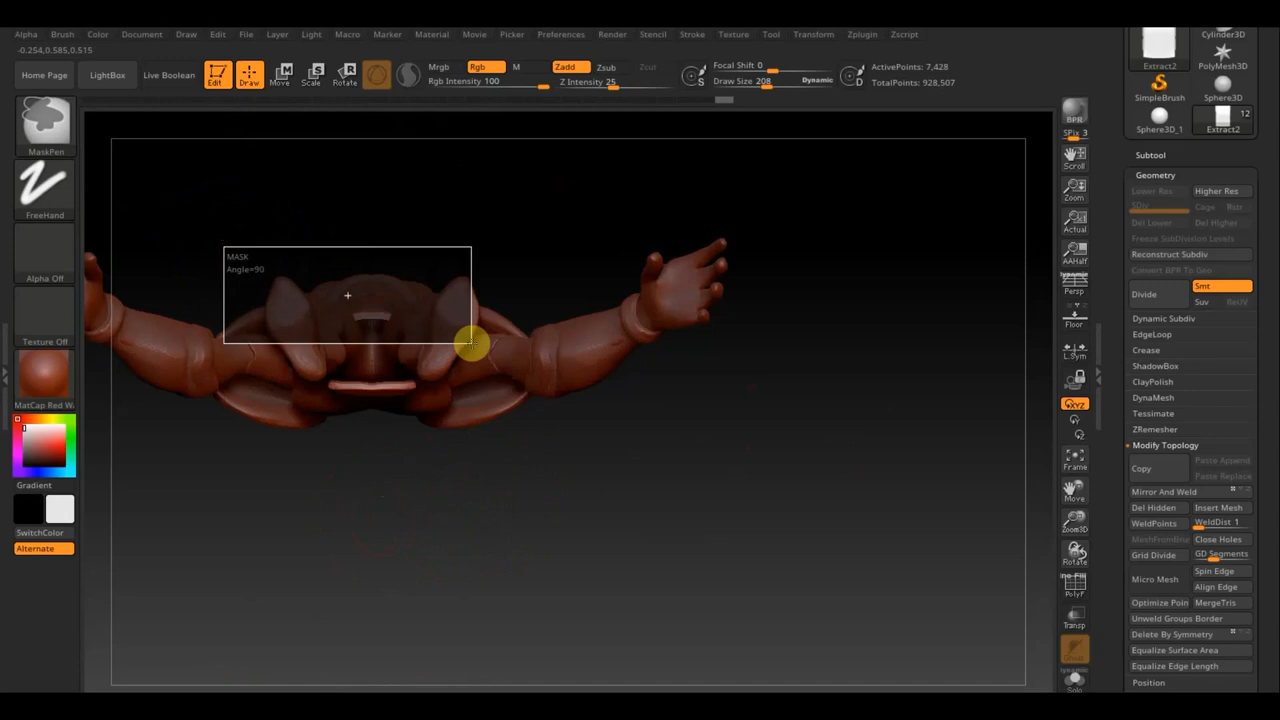 Alpha Brush Color Document Draw Edit File Layer Light Macro Marker Material Movie Picker Preferences Render Stencil Stroke Texture Tool Transform Zplugin Zscript
-0.254,0.585,0.515
Home Page LightBox Live Boolean Edit Draw Move Scale Rotate
Mrgb Rgb M Zadd Zsub Zcut
Rgb Intensity 100 Z Intensity 25
Focal Shift 0
Draw Size 208 Dynamic
S D
ActivePoints: 7,428
TotalPoints: 928,507
MaskPen
FreeHand
Alpha Off
Texture Off
MatCap Red W
Gradient
SwitchColor
Alternate
MASK
Angle=90
BPR
SPix 3
Scroll
Zoom
Actual
AAHalf
Dynamic
Persp
Floor
L.Sym
XYZ
Frame
Move
Zoom3D
Rotate
PolyF
Transp
Solo
Cylinder3D
Extract2 PolyMesh3D
SimpleBrush Sphere3D
12
Sphere3D_1 Extract2
Subtool
Geometry
Lower Res Higher Res
SDiv Cage Rstr
Del Lower Del Higher
Freeze SubDivision Levels
Reconstruct Subdiv
Convert BPR To Geo
Divide Smt
Suv ReUV
Dynamic Subdiv
EdgeLoop
Crease
ShadowBox
ClayPolish
DynaMesh
Tessimate
ZRemesher
Modify Topology
Copy Paste Append
Paste Replace
Mirror And Weld
Del Hidden Insert Mesh
WeldPoints WeldDist 1
MeshFromBru Close Holes
Grid Divide GD Segments
Micro Mesh Spin Edge
Align Edge
Optimize Poin MergeTris
Unweld Groups Border
Delete By Symmetry
Equalize Surface Area
Equalize Edge Length
Position